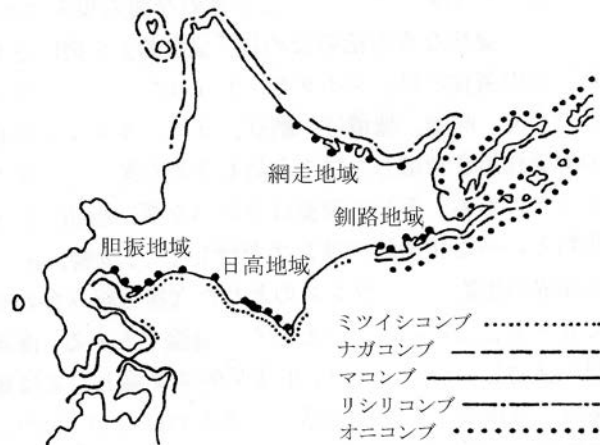 網走地域
釧路地域
胆振地域
日高地域
ミツイシコンブ
ナガコンブ
マコンブ
リシリコンブ
オニコンブ